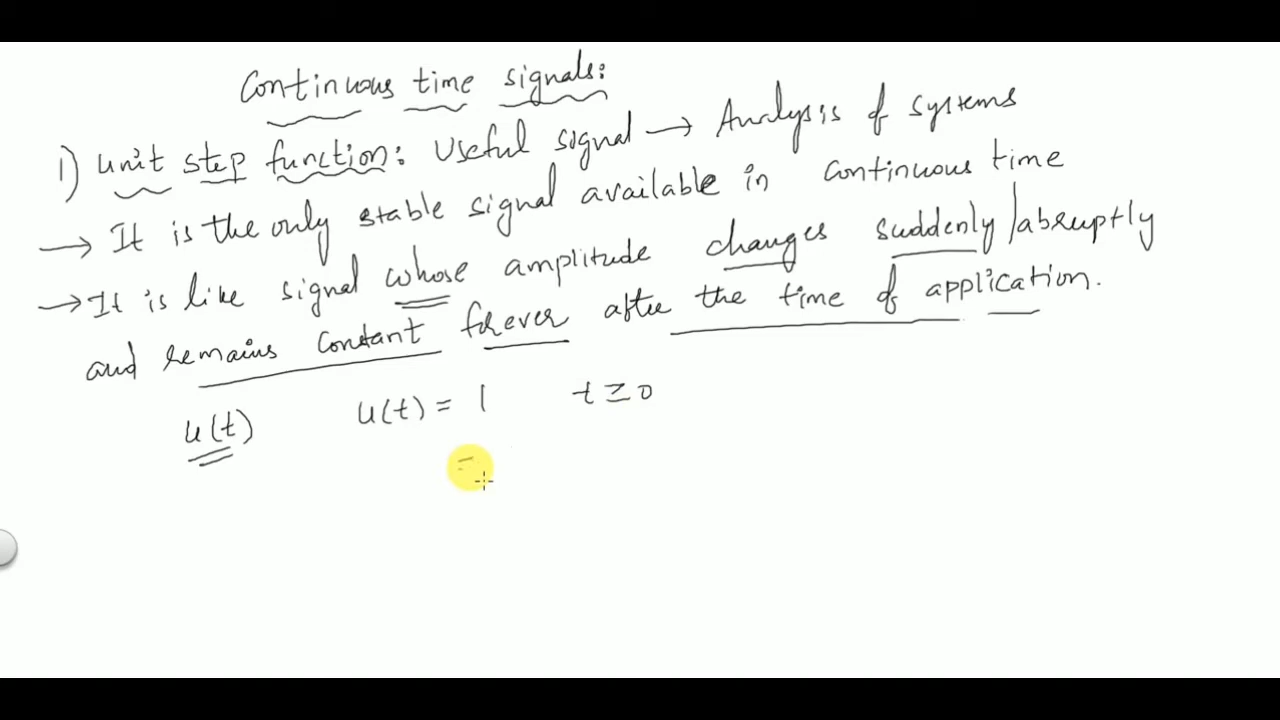 Continuous time signals:
1) Unit step function: Useful signal → Analysis of systems
→ It is the only stable signal available in continuous time
→ It is like signal whose amplitude changes suddenly/abruptly
and remains constant forever after the time of application.
u(t) u(t) = 1 t ≥ 0
=